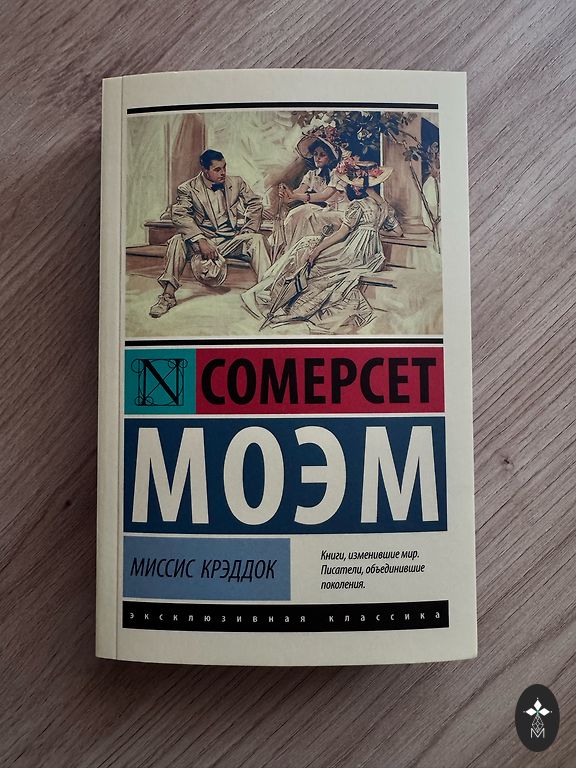 N СОМЕРСЕТ
МОЭМ
МИССИС КРЭДДОК
Книги, изменившие мир.
Писатели, объединившие
поколения.
эксклюзивная классика
M